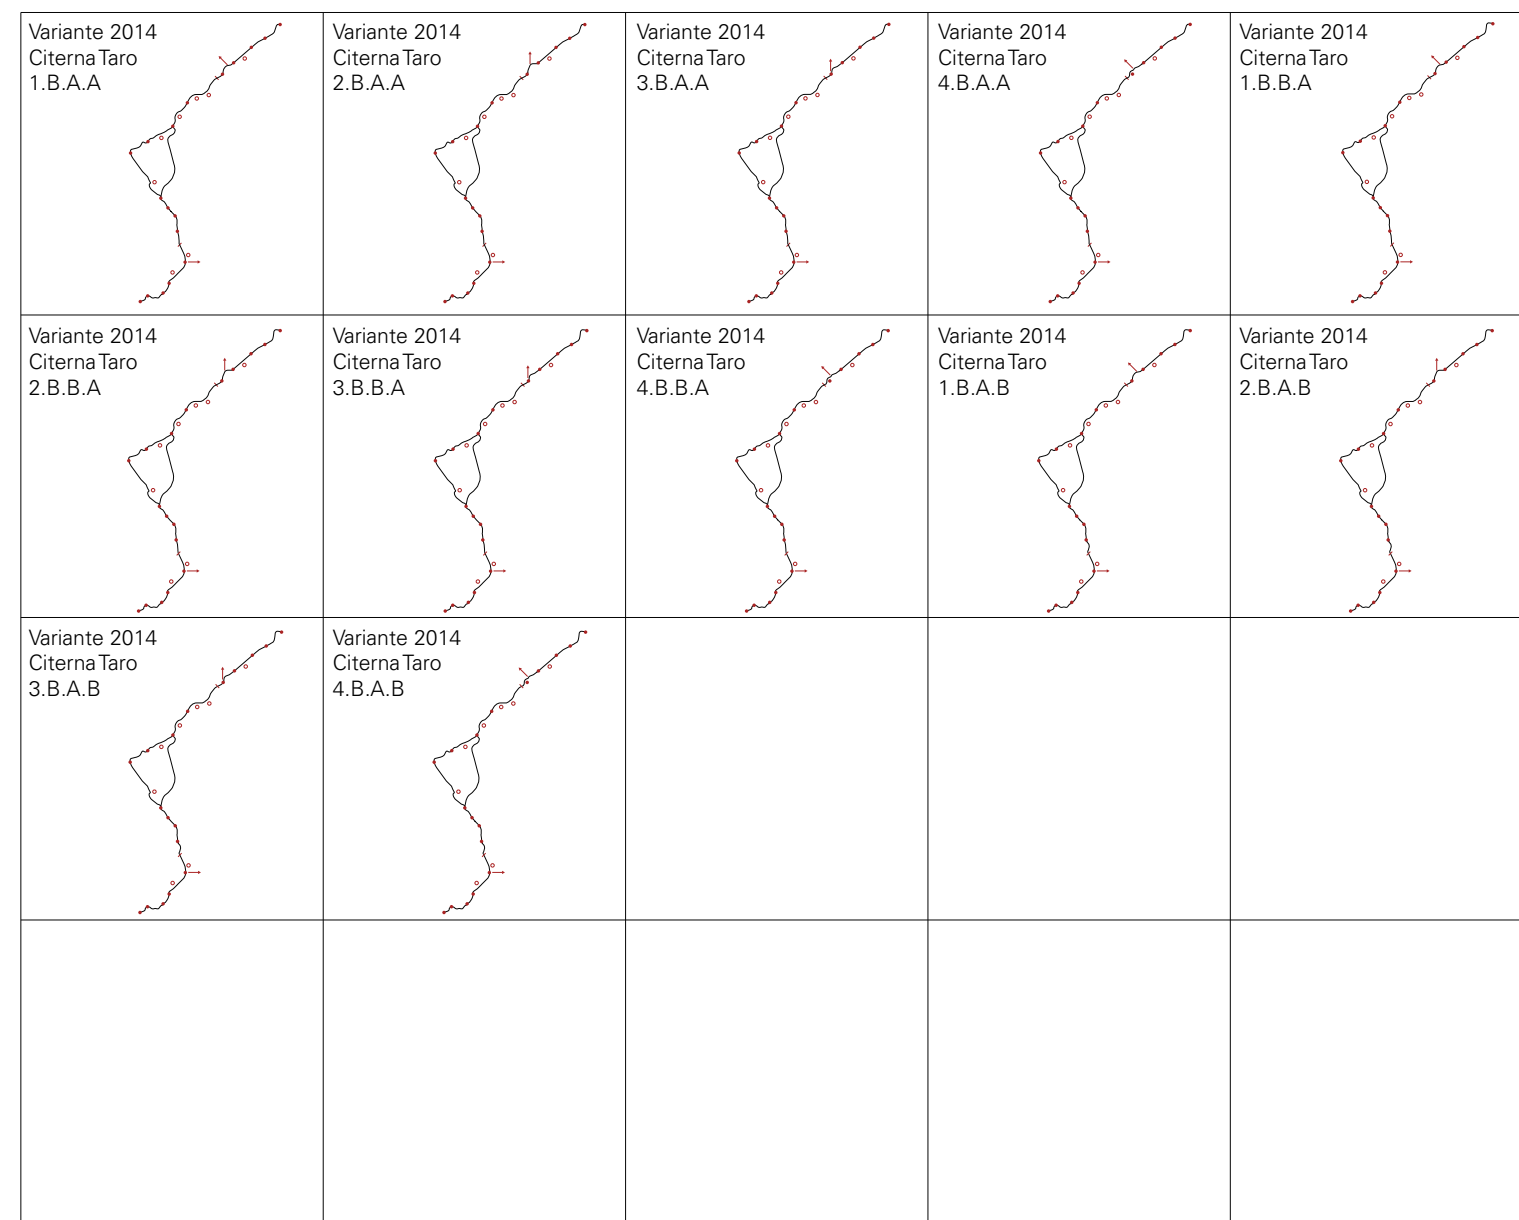 Variante 2014
Citerna Taro
1.B.A.A
Variante 2014
Citerna Taro
2.B.A.A
Variante 2014
Citerna Taro
3.B.A.A
Variante 2014
Citerna Taro
4.B.A.A
Variante 2014
Citerna Taro
1.B.B.A
Variante 2014
Citerna Taro
2.B.B.A
Variante 2014
Citerna Taro
3.B.B.A
Variante 2014
Citerna Taro
4.B.B.A
Variante 2014
Citerna Taro
1.B.A.B
Variante 2014
Citerna Taro
2.B.A.B
Variante 2014
Citerna Taro
3.B.A.B
Variante 2014
Citerna Taro
4.B.A.B